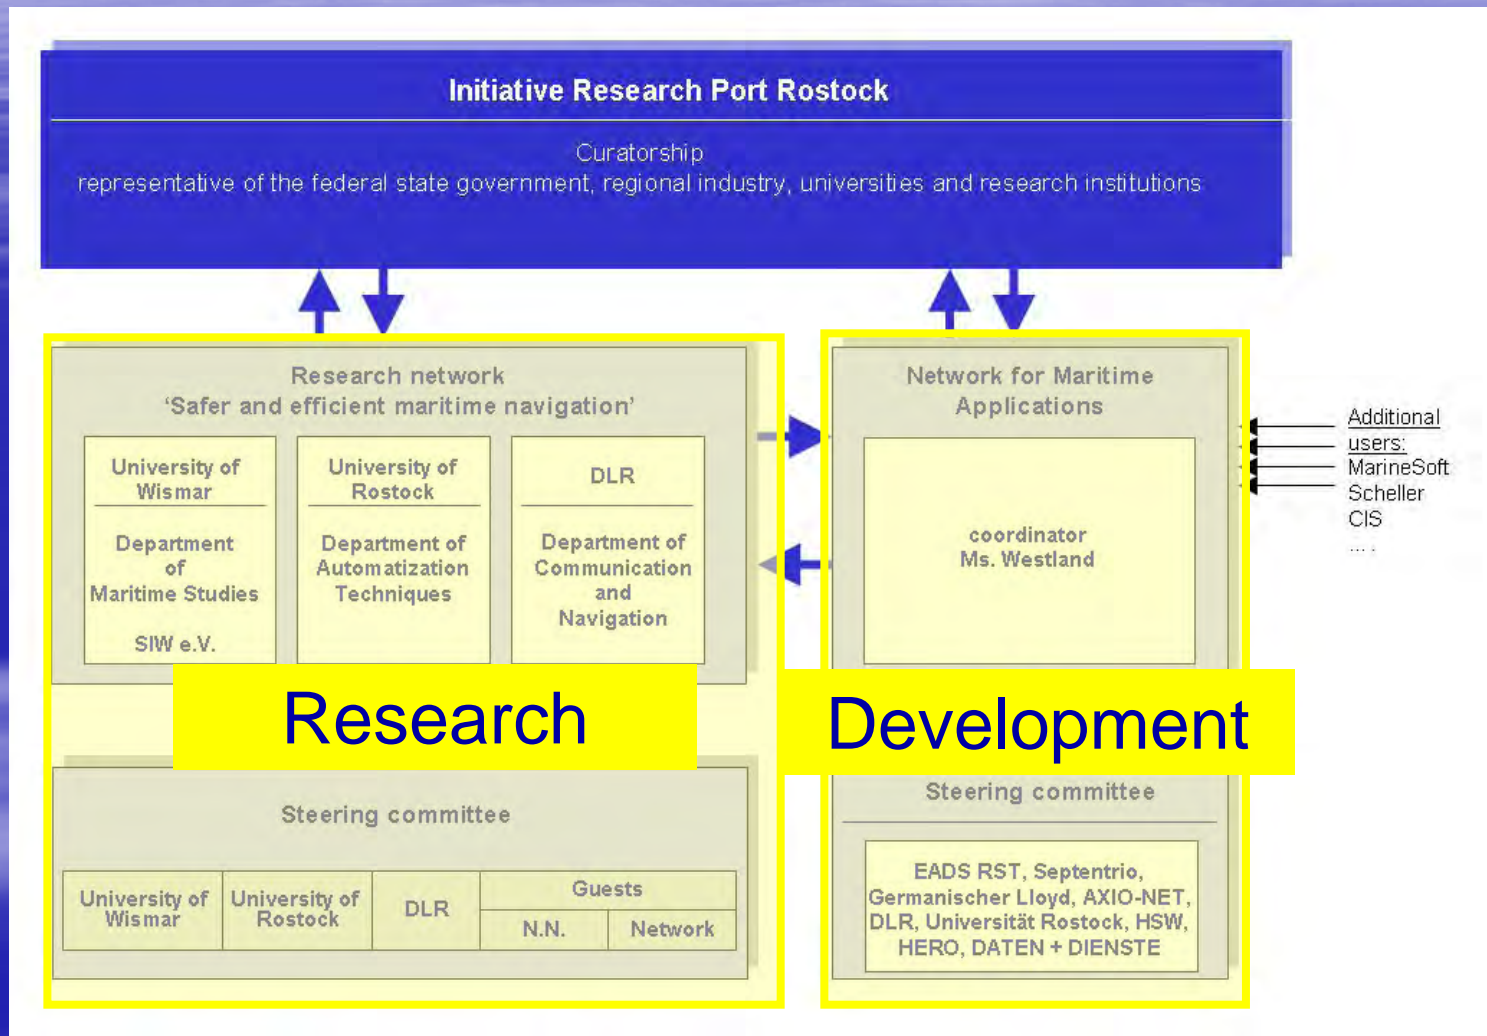 Initiative Research Port Rostock
Curatorship
representative of the federal state government, regional industry, universities and research institutions
Research network
‘Safer and efficient maritime navigation’
University of
Wismar
Department
of
Maritime Studies
SIW e.V.
University of
Rostock
Department of
Automatization
Techniques
DLR
Department of
Communication
and
Navigation
Network for Maritime
Applications
coordinator
Ms. Westland
Additional
users:
MarineSoft
Scheller
CIS
... .
Research
Development
Steering committee
University of
Wismar
University of
Rostock
DLR
Guests
N.N.
Network
Steering committee
EADS RST, Septentrio,
Germanischer Lloyd, AXIO-NET,
DLR, Universität Rostock, HSW,
HERO, DATEN + DIENSTE